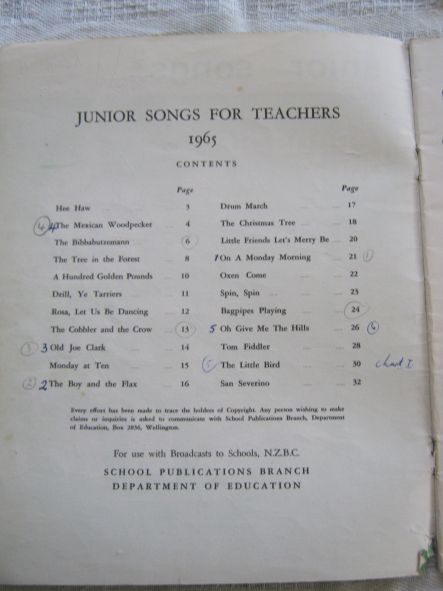 JUNIOR SONGS FOR TEACHERS
1965
CONTENTS
Page
Hee Haw 3
4 4 The Mexican Woodpecker 4
The Bibbabutzemann 6
The Tree in the Forest 8
A Hundred Golden Pounds 10
Drill, Ye Tarriers 11
Rosa, Let Us Be Dancing 12
The Cobbler and the Crow 13
3 Old Joe Clark 14
Monday at Ten 15
2 2 The Boy and the Flax 16
Page
Drum March 17
The Christmas Tree 18
Little Friends Let's Merry Be 20
1 On A Monday Morning 21 1
Oxen Come 22
Spin, Spin 23
Bagpipes Playing 24
5 Oh Give Me The Hills 26 6
Tom Fiddler 28
5 The Little Bird 30 chart I
San Severino 32
Every effort has been made to trace the holders of Copyright. Any person wishing to make
claims or inquiries is asked to communicate with School Publications Branch, Department
of Education, Box 2836, Wellington.
For use with Broadcasts to Schools, N.Z.B.C.
SCHOOL PUBLICATIONS BRANCH
DEPARTMENT OF EDUCATION